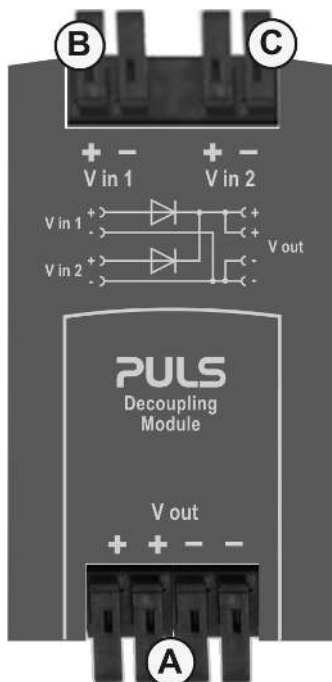 B C
+ − + −
V in 1 V in 2
V in 1 + +
- +
V out
V in 2 + -
- -
PULS
Decoupling
Module
V out
+ + − −
A